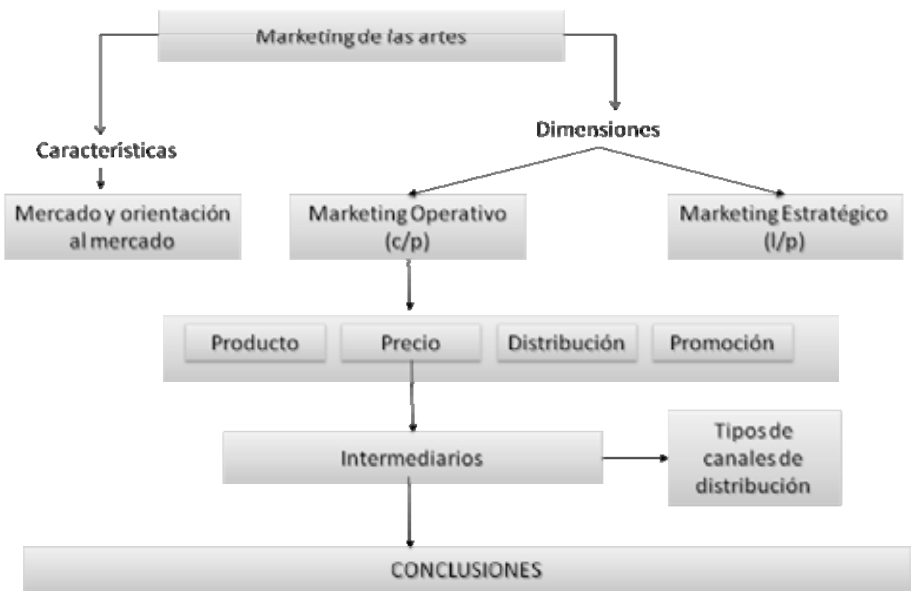 Marketing de las artes
Dimensiones
Características
Mercado y orientación
al mercado
Marketing Operativo
(c/p)
Marketing Estratégico
(l/p)
Producto
Precio
Distribución
Promoción
Intermediarios
Tipos de
canales de
distribución
CONCLUSIONES